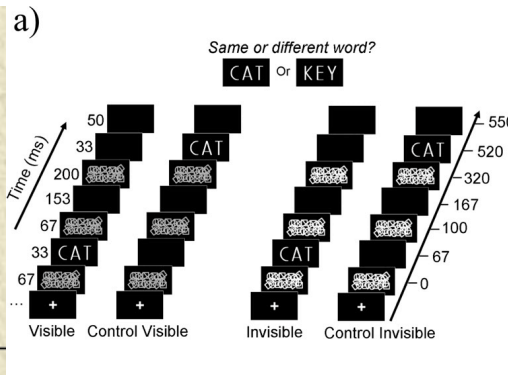 a)
Same or different word?
CAT Or KEY
Time (ms)
50
33
200
153
67
33
67
...
CAT
CAT
CAT
CAT
+ + + +
550
520
320
167
100
67
0
Visible Control Visible Invisible Control Invisible